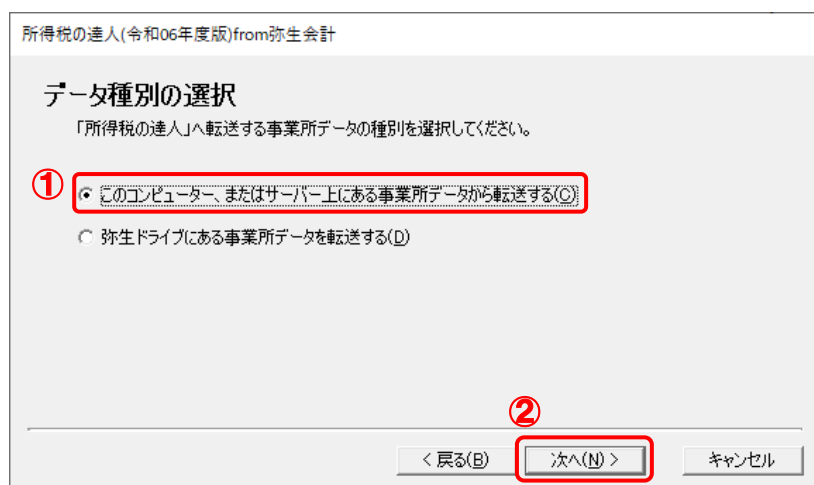 所得税の達人(令和06年度版)from弥生会計
データ種別の選択
「所得税の達人」へ転送する事業所データの種別を選択してください。
① このコンピューター、またはサーバー上にある事業所データから転送する(C)
弥生ドライブにある事業所データを転送する(D)
②
< 戻る(B) 次へ(N) > キャンセル